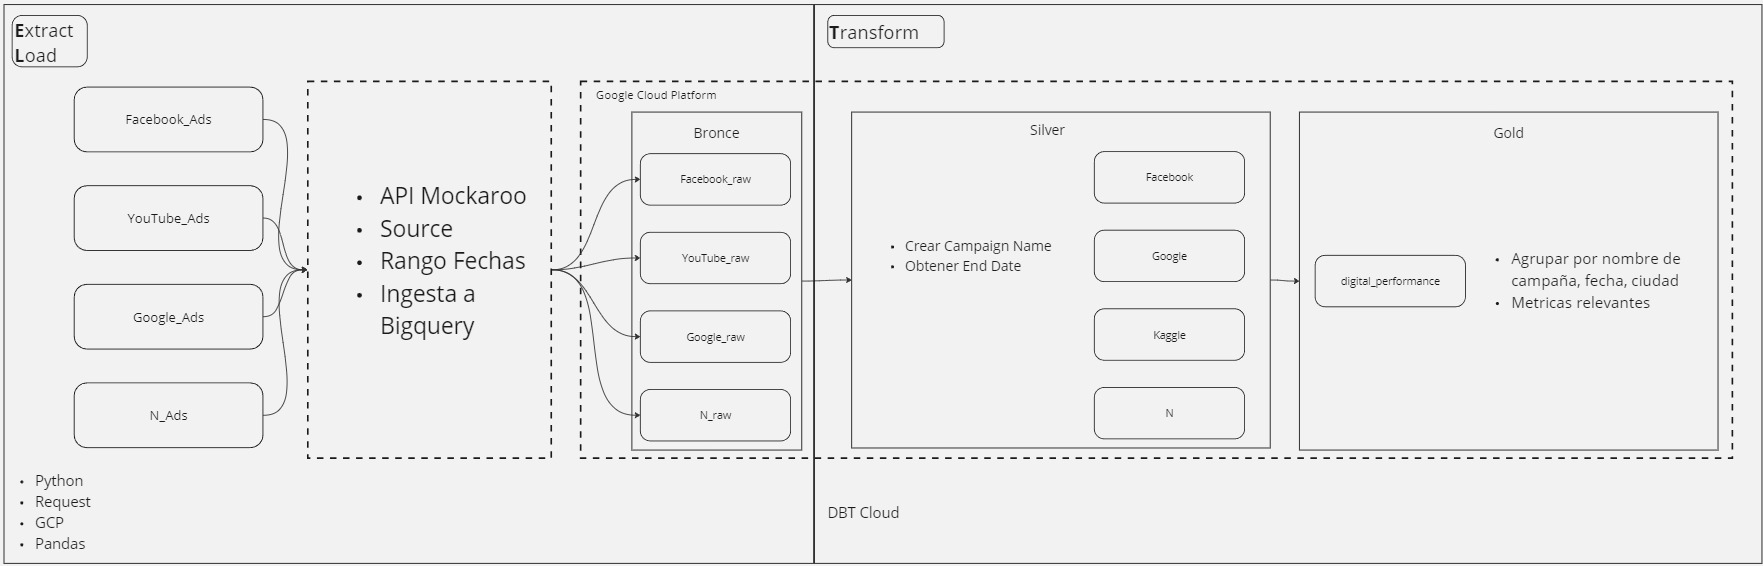 Extract
Load
Transform
Facebook_Ads
YouTube_Ads
Google_Ads
N_Ads
• API Mockaroo
• Source
• Rango Fechas
• Ingesta a
Bigquery
Google Cloud Platform
Bronce
Facebook_raw
YouTube_raw
Google_raw
N_raw
Silver
• Crear Campaign Name
• Obtener End Date
Facebook
Google
Kaggle
N
Gold
digital_performance
• Agrupar por nombre de
campaña, fecha, ciudad
• Metricas relevantes
• Python
• Request
• GCP
• Pandas
DBT Cloud